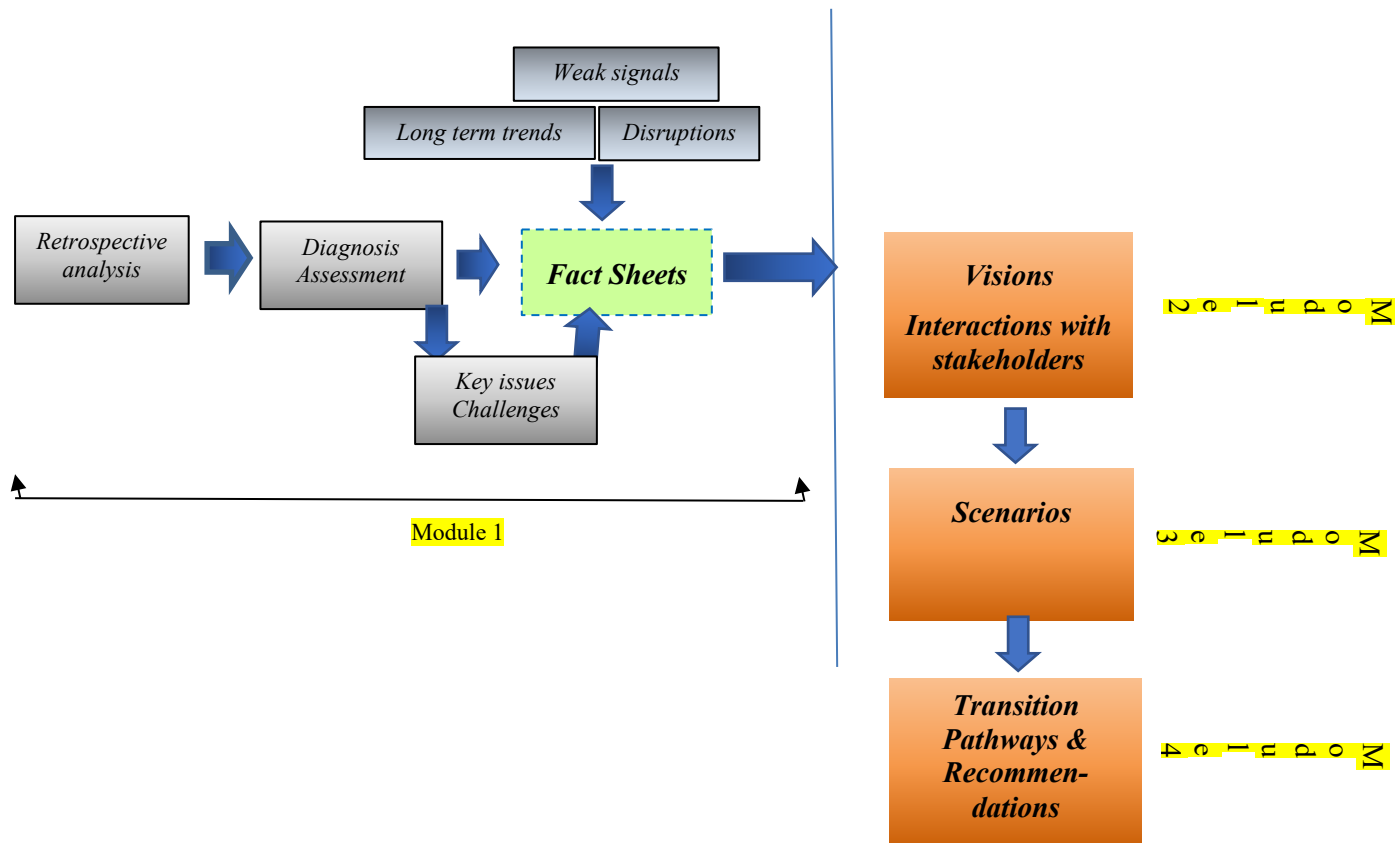 Weak signals
Long term trends
Disruptions
Retrospective
analysis
Diagnosis
Assessment
Fact Sheets
Key issues
Challenges
Module 1
Visions
Interactions with
stakeholders
Module 2
Scenarios
Module 3
Transition
Pathways &
Recommen-
dations
Module 4